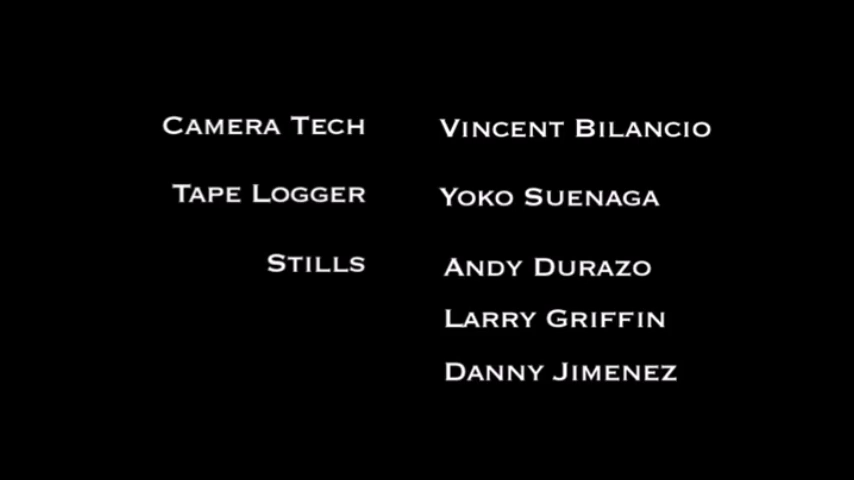 Camera Tech Vincent Bilancio
Tape Logger Yoko Suenaga
Stills Andy Durazo
Larry Griffin
Danny Jimenez